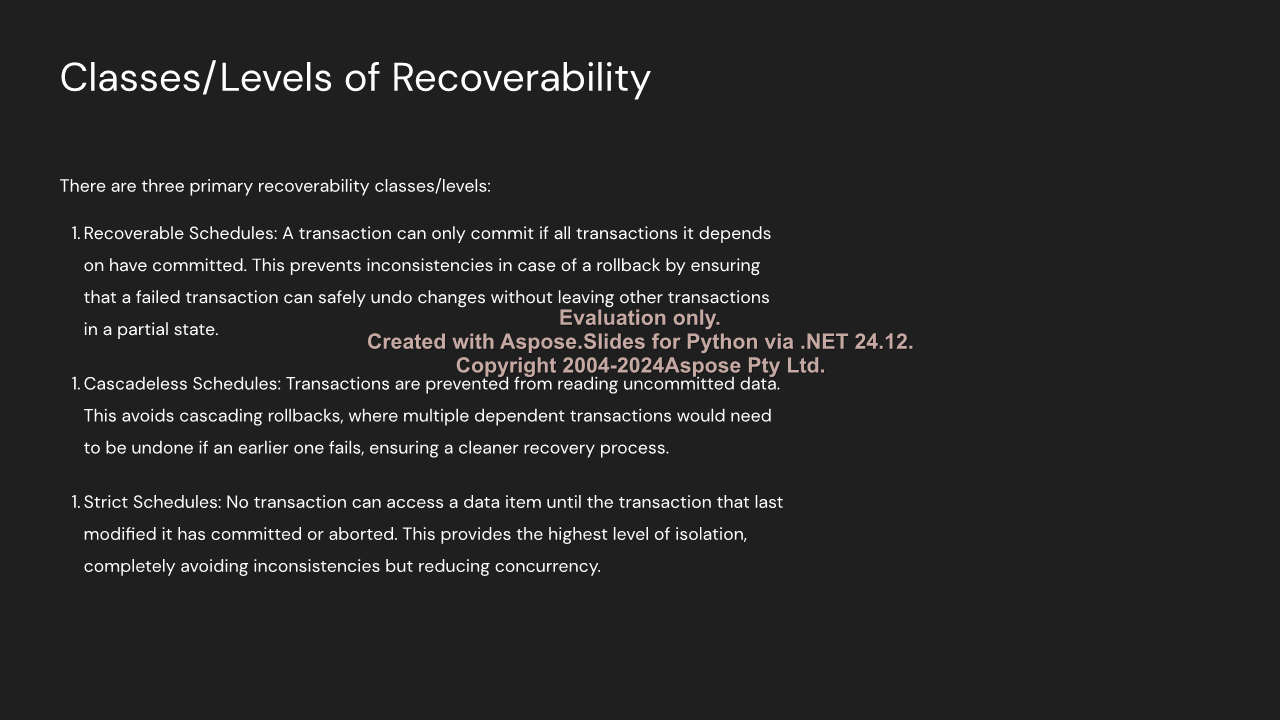 Classes/Levels of Recoverability
There are three primary recoverability classes/levels:
1. Recoverable Schedules: A transaction can only commit if all transactions it depends
on have committed. This prevents inconsistencies in case of a rollback by ensuring
that a failed transaction can safely undo changes without leaving other transactions
in a partial state.
Evaluation only.
Created with Aspose.Slides for Python via .NET 24.12.
Copyright 2004-2024Aspose Pty Ltd.
1. Cascadeless Schedules: Transactions are prevented from reading uncommitted data.
This avoids cascading rollbacks, where multiple dependent transactions would need
to be undone if an earlier one fails, ensuring a cleaner recovery process.
1. Strict Schedules: No transaction can access a data item until the transaction that last
modified it has committed or aborted. This provides the highest level of isolation,
completely avoiding inconsistencies but reducing concurrency.